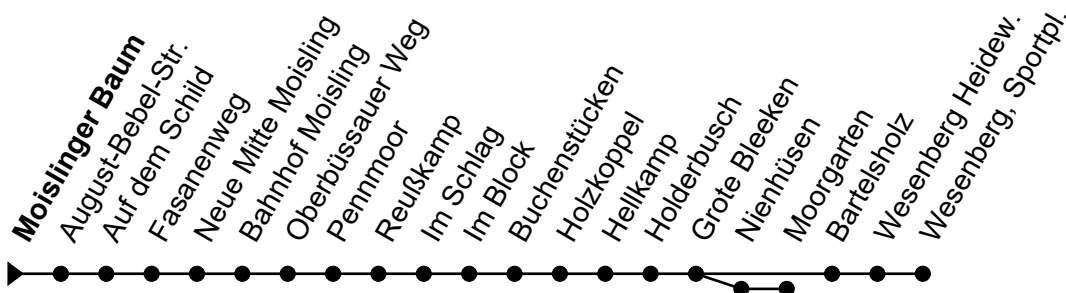 Moislinger Baum
August-Bebel-Str.
Auf dem Schild
Fasanenweg
Neue Mitte Moisling
Bahnhof Moisling
Oberbüssauer Weg
Pennmoor
Reußkamp
Im Schlag
Im Block
Buchenstücken
Holzkoppel
Hellkamp
Holderbusch
Grote Bleeken
Nienhüsen
Moorgarten
Bartelsholz
Wesenberg Heidew.
Wesenberg, Sportpl.